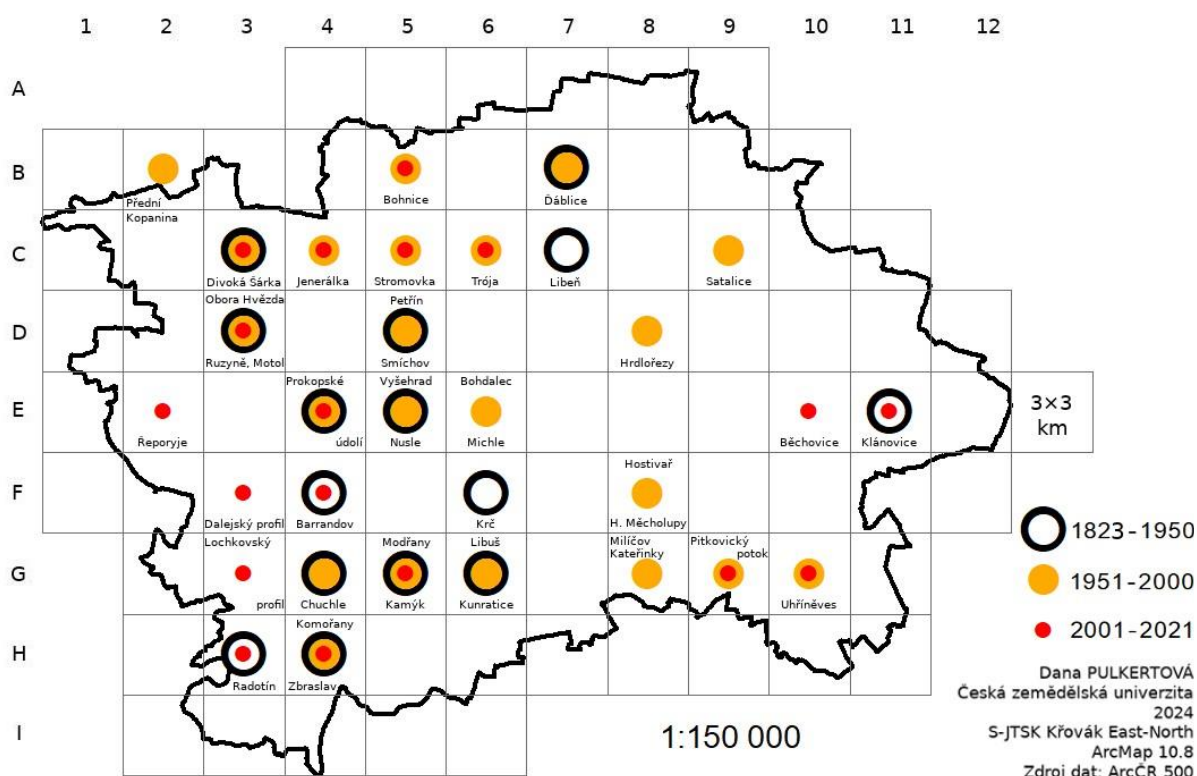 1 2 3 4 5 6 7 8 9 10 11 12
A
B
Přední
Kopanina
Bohnice
Ďáblice
C
Divoká Šárka
Jenerálka
Stromovka
Trója
Libeň
Satalice
D
Obora Hvězda
Ruzyně, Motol
Petřín
Smíchov
Hrdlořezy
E
Řeporyje
Prokopské
údolí
Vyšehrad
Nusle
Bohdalec
Michle
Běchovice
Klánovice
3×3
km
F
Dalejský profil
Barrandov
Krč
Hostivař
H. Měcholupy
G
Lochkovský
profil
Chuchle
Modřany
Kamýk
Libuš
Kunratice
Milíčov
Kateřinky
Pitkovický
potok
Uhříněves
H
Radotín
Komořany
Zbraslav
I
1:150 000
1823-1950
1951-2000
2001-2021
Dana PULKERTOVÁ
Česká zemědělská univerzita
2024
S-JTSK Křovák East-North
ArcMap 10.8
Zdroj dat: ArcČR 500